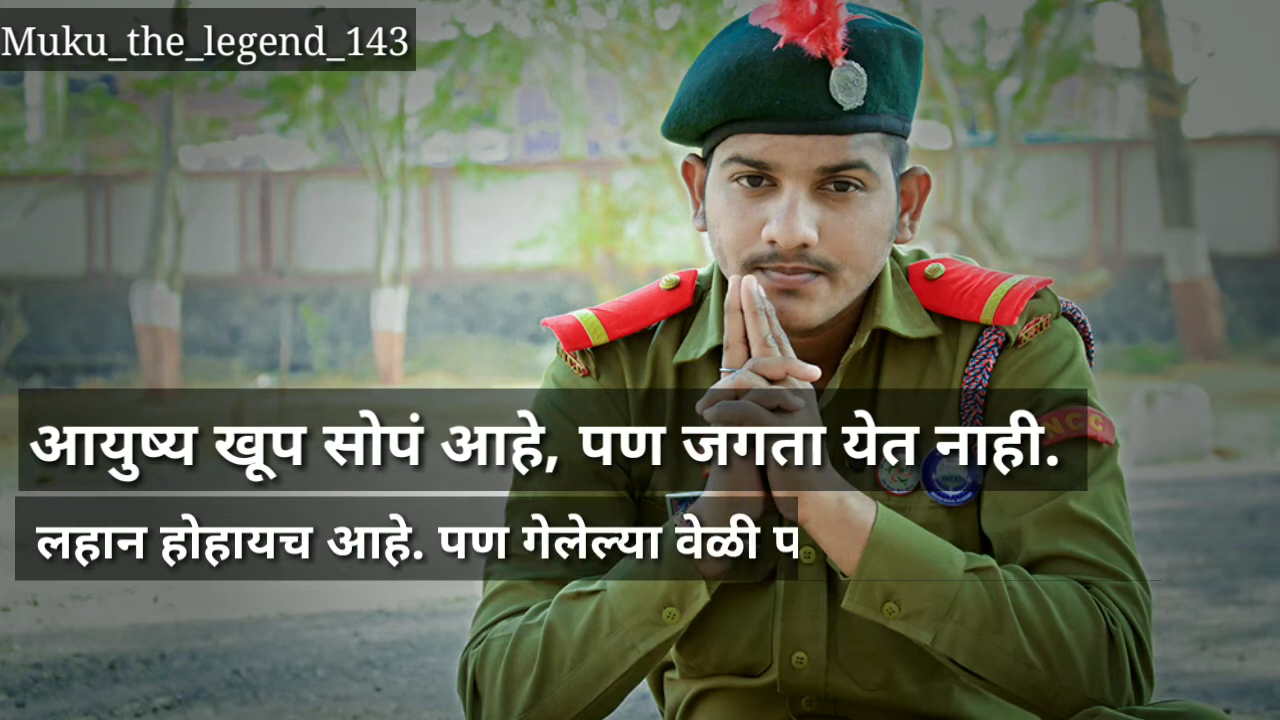 Muku_the_legend_143
आयुष्य खूप सोपं आहे, पण जगता येत नाही.
NCC
लहान होहायच आहे. पण गेलेल्या वेळी